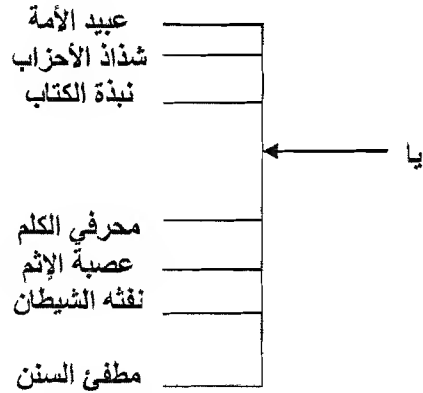 عبيد الأمة
شذاذ الأحزاب
نبذة الكتاب
يا
محرفي الكلم
عصبة الإثم
نفثه الشيطان
مطفئ السنن